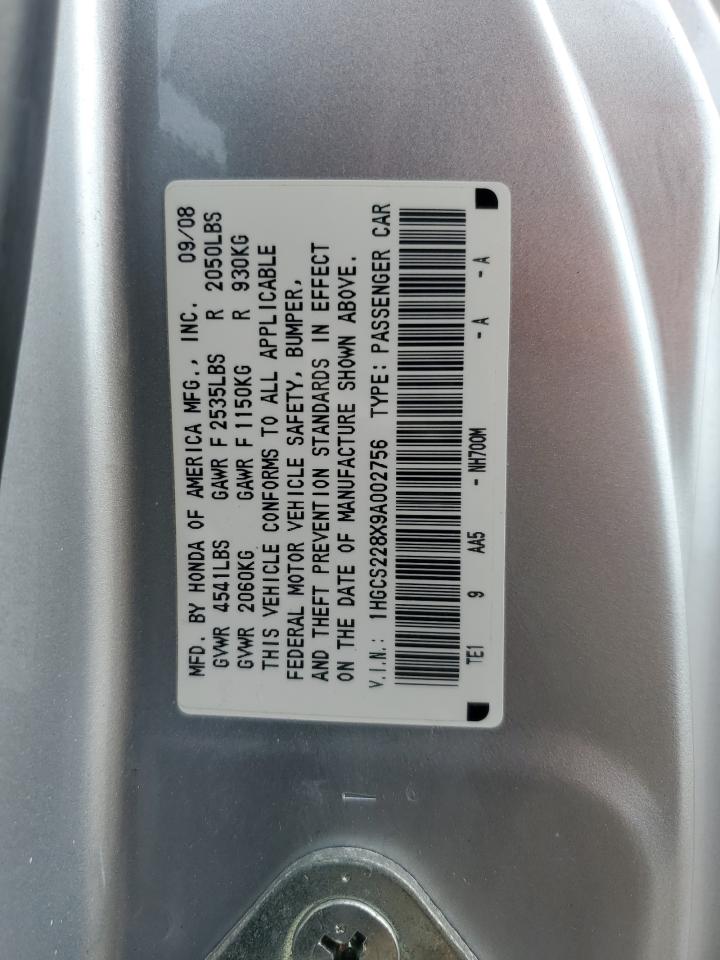 MFD. BY HONDA OF AMERICA MFG., INC. 09/08
GVWR 4541LBS GAWR F 2535LBS R 2050LBS
GVWR 2060KG GAWR F 1150KG R 930KG
THIS VEHICLE CONFORMS TO ALL APPLICABLE
FEDERAL MOTOR VEHICLE SAFETY, BUMPER,
AND THEFT PREVENTION STANDARDS IN EFFECT
ON THE DATE OF MANUFACTURE SHOWN ABOVE.
V.I.N.: 1HGCS228X9A002756 TYPE: PASSENGER CAR
TE1 9 AA5 - NH700M - A - A